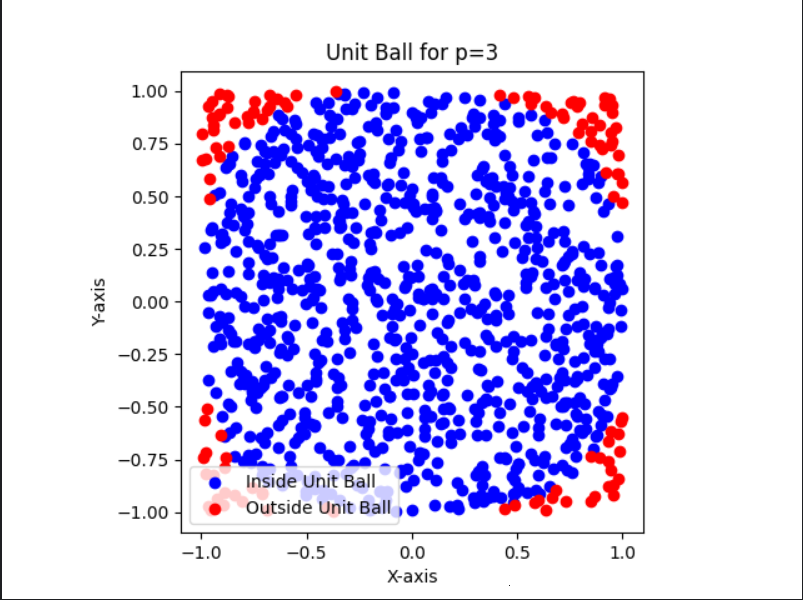 Unit Ball for p=3
Y-axis
1.00
0.75
0.50
0.25
0.00
−0.25
−0.50
−0.75
−1.00
Inside Unit Ball
Outside Unit Ball
−1.0 −0.5 0.0 0.5 1.0
X-axis